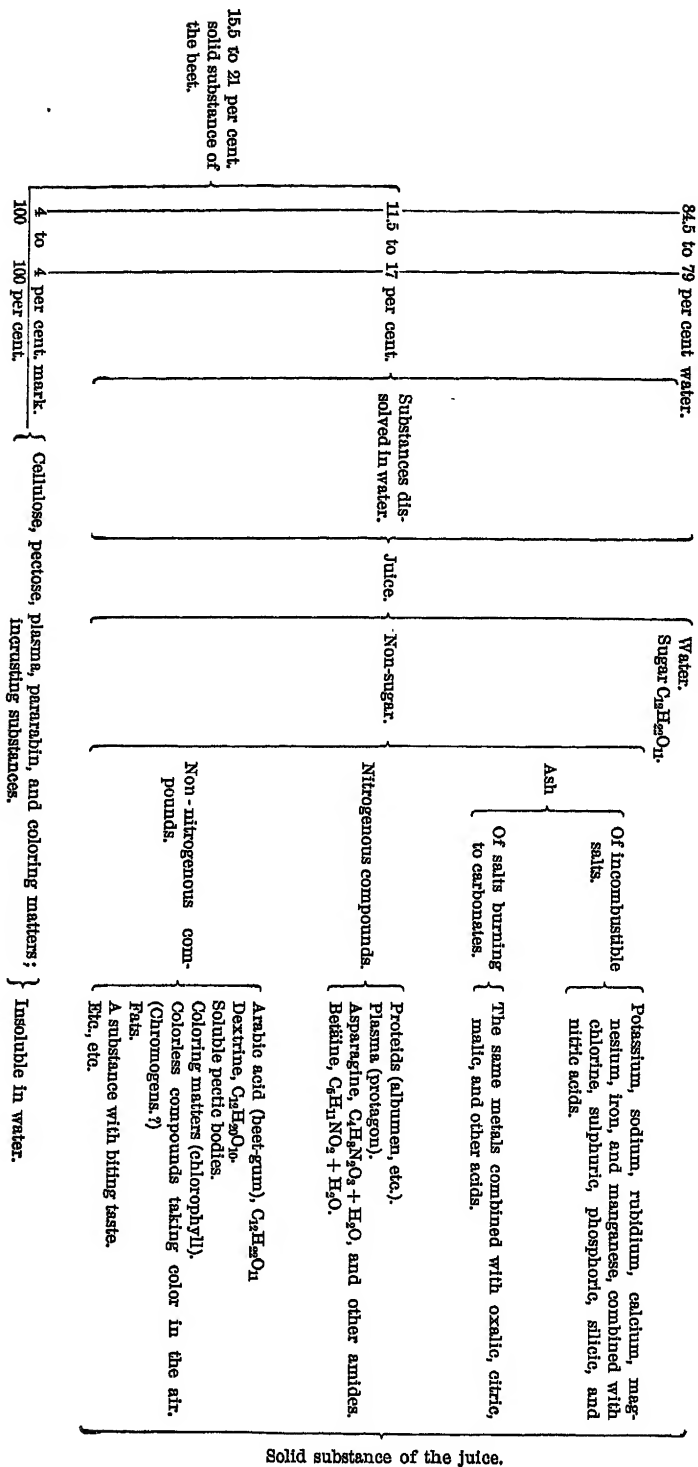 84.5 to 79 per cent water.
15.5 to 21 per cent.
solid substance of
the beet.
11.5 to 17 per cent.
4 to 4 per cent. mark.
100 100 per cent.
Substances dis-
solved in water.
Juice.
Water.
Sugar C₁₂H₂₂O₁₁.
Non-sugar.
Ash
Of incombustible
salts.
Potassium, sodium, rubidium, calcium, mag-
nesium, iron, and manganese, combined with
chlorine, sulphuric, phosphoric, silicic, and
nitric acids.
Of salts burning
to carbonates.
The same metals combined with oxalic, citric,
malic, and other acids.
Nitrogenous compounds.
Proteids (albumen, etc.).
Plasma (protagon).
Asparagine, C₄H₈N₂O₃ + H₂O, and other amides.
Betäine, C₅H₁₁NO₂ + H₂O.
Non-nitrogenous com-
pounds.
Arabic acid (beet-gum), C₁₂H₂₂O₁₁
Dextrine, C₁₂H₂₀O₁₀.
Soluble pectic bodies.
Coloring matters (chlorophyll).
Colorless compounds taking color in the air.
(Chromogens.?)
Fats.
A substance with biting taste.
Etc., etc.
Solid substance of the juice.
Cellulose, pectose, plasma, pararabin, and coloring matters;
incrusting substances.
Insoluble in water.